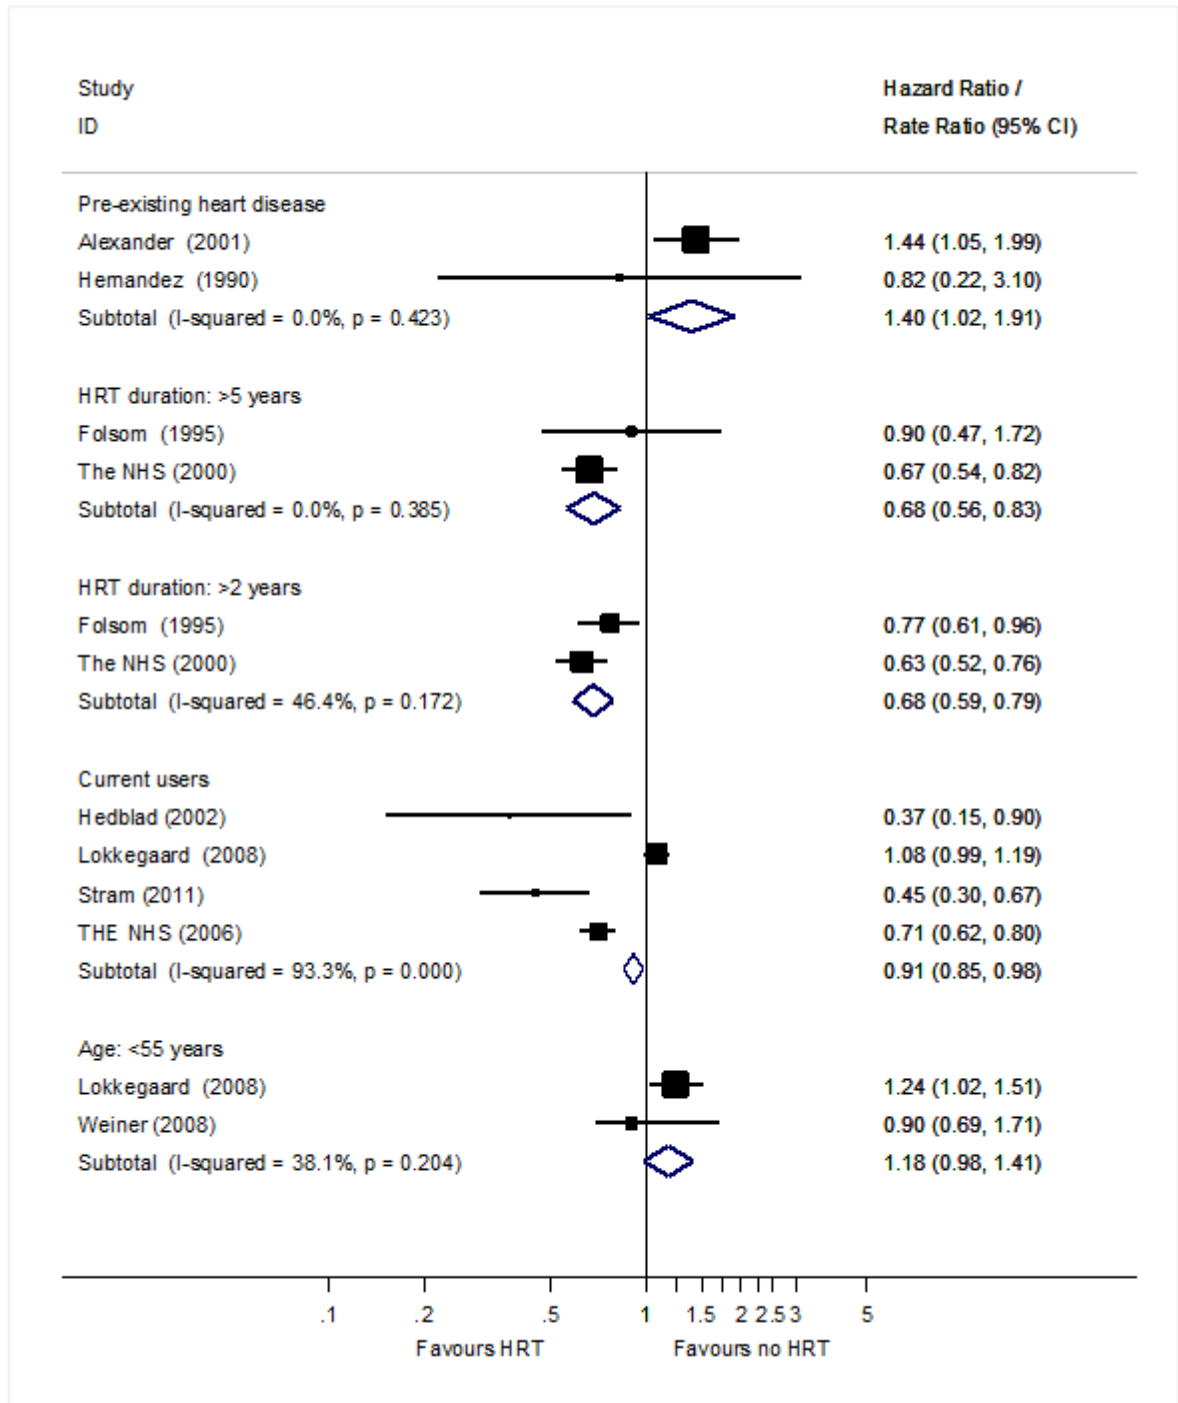 Study
ID
Hazard Ratio /
Rate Ratio (95% CI)
Pre-existing heart disease
Alexander (2001) 1.44 (1.05, 1.99)
Hernandez (1990) 0.82 (0.22, 3.10)
Subtotal (I-squared = 0.0%, p = 0.423) 1.40 (1.02, 1.91)
HRT duration: >5 years
Folsom (1995) 0.90 (0.47, 1.72)
The NHS (2000) 0.67 (0.54, 0.82)
Subtotal (I-squared = 0.0%, p = 0.385) 0.68 (0.56, 0.83)
HRT duration: >2 years
Folsom (1995) 0.77 (0.61, 0.96)
The NHS (2000) 0.63 (0.52, 0.76)
Subtotal (I-squared = 46.4%, p = 0.172) 0.68 (0.59, 0.79)
Current users
Hedblad (2002) 0.37 (0.15, 0.90)
Lokkegaard (2008) 1.08 (0.99, 1.19)
Stram (2011) 0.45 (0.30, 0.67)
THE NHS (2006) 0.71 (0.62, 0.80)
Subtotal (I-squared = 93.3%, p = 0.000) 0.91 (0.85, 0.98)
Age: <55 years
Lokkegaard (2008) 1.24 (1.02, 1.51)
Weiner (2008) 0.90 (0.69, 1.71)
Subtotal (I-squared = 38.1%, p = 0.204) 1.18 (0.98, 1.41)
.1 .2 .5 1 1.5 2 2.5 3 5
Favours HRT Favours no HRT